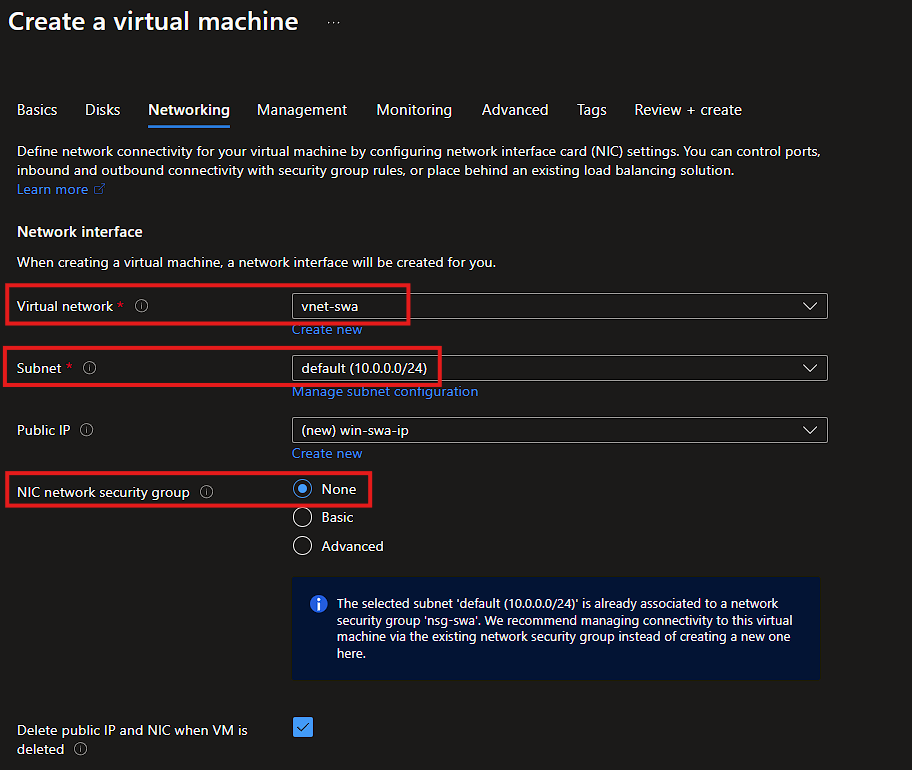 Create a virtual machine ...
Basics Disks Networking Management Monitoring Advanced Tags Review + create
Define network connectivity for your virtual machine by configuring network interface card (NIC) settings. You can control ports,
inbound and outbound connectivity with security group rules, or place behind an existing load balancing solution.
Learn more
Network interface
When creating a virtual machine, a network interface will be created for you.
Virtual network * vnet-swa
Create new
Subnet * default (10.0.0.0/24)
Manage subnet configuration
Public IP (new) win-swa-ip
Create new
NIC network security group None
Basic
Advanced
The selected subnet 'default (10.0.0.0/24)' is already associated to a network
security group 'nsg-swa'. We recommend managing connectivity to this virtual
machine via the existing network security group instead of creating a new one
here.
Delete public IP and NIC when VM is
deleted